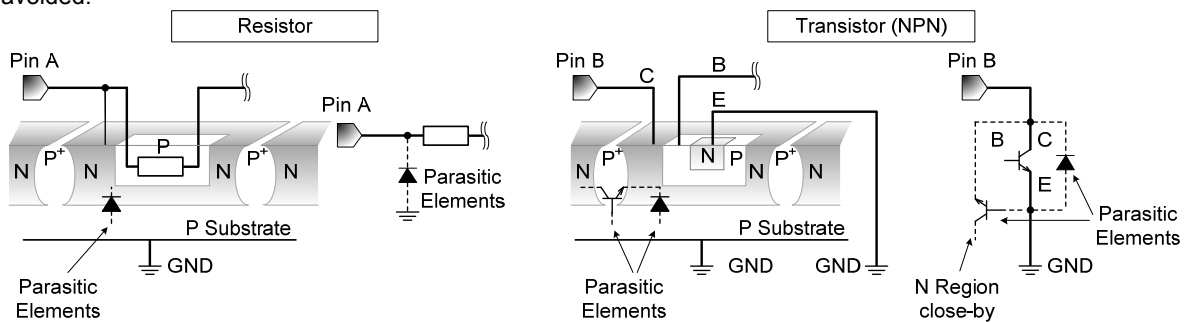 avoided.
Resistor
Transistor (NPN)
Pin A
Pin A
N
P+
N
P
N
P+
N
Parasitic
Elements
P Substrate
GND
Parasitic
Elements
Pin B
C
B
E
N
P+
N
N
P
N
P+
N
P Substrate
GND
GND
Parasitic
Elements
Pin B
B
C
E
Parasitic
Elements
GND
N Region
close-by